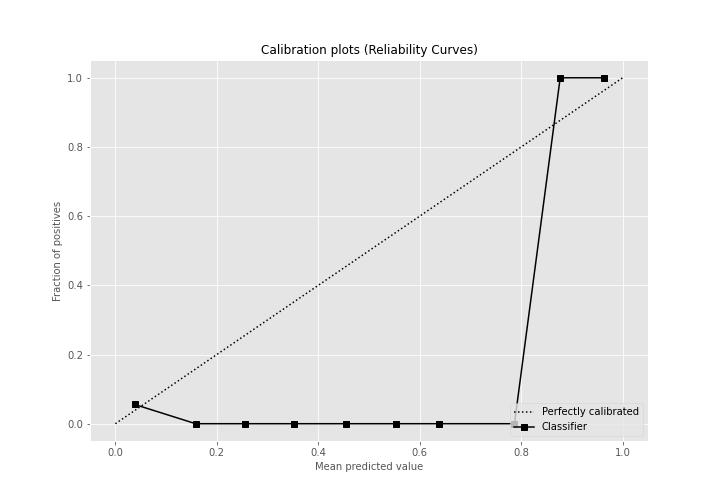 Calibration plots (Reliability Curves)
1.0
0.8
0.6
0.4
0.2
0.0
Fraction of positives
Perfectly calibrated
Classifier
0.0 0.2 0.4 0.6 0.8 1.0
Mean predicted value